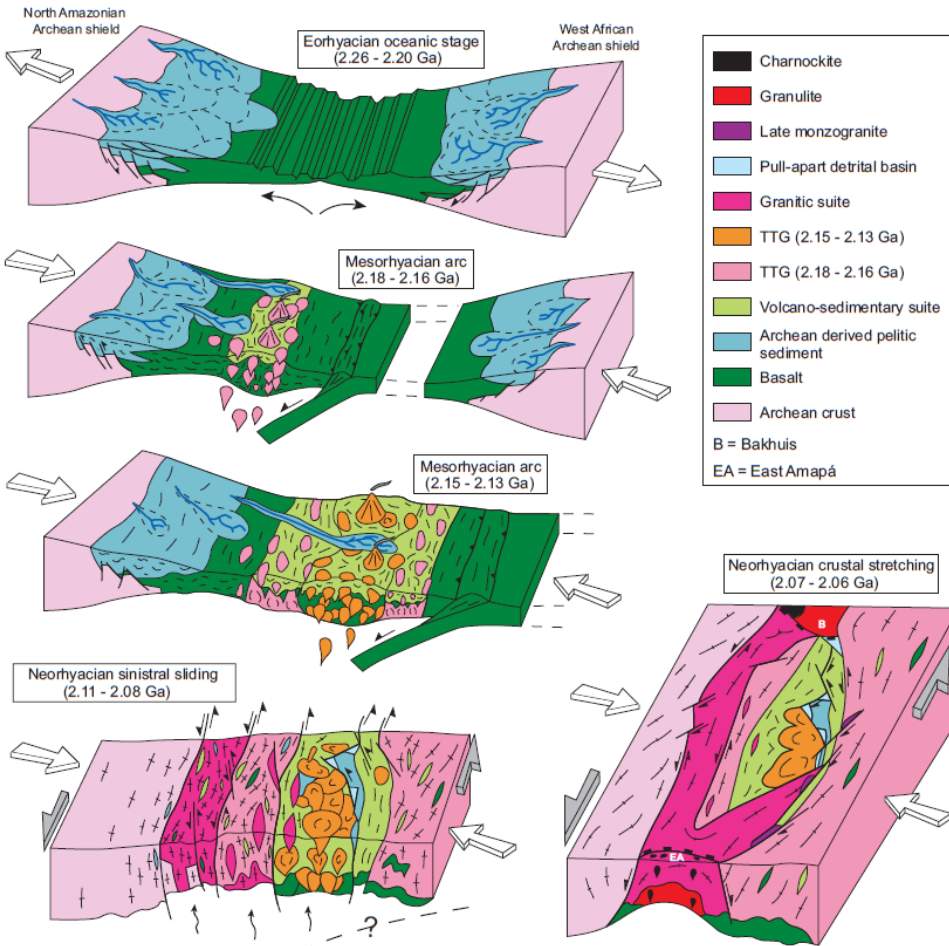 North Amazonian
Archean shield
Eorhyacian oceanic stage
(2.26 - 2.20 Ga)
West African
Archean shield
Mesorhyacian arc
(2.18 - 2.16 Ga)
Mesorhyacian arc
(2.15 - 2.13 Ga)
Neorhyacian sinistral sliding
(2.11 - 2.08 Ga)
?
Charnockite
Granulite
Late monzogranite
Pull-apart detrital basin
Granitic suite
TTG (2.15 - 2.13 Ga)
TTG (2.18 - 2.16 Ga)
Volcano-sedimentary suite
Archean derived pelitic
sediment
Basalt
Archean crust
B = Bakhuis
EA = East Amapá
Neorhyacian crustal stretching
(2.07 - 2.06 Ga)
B
EA